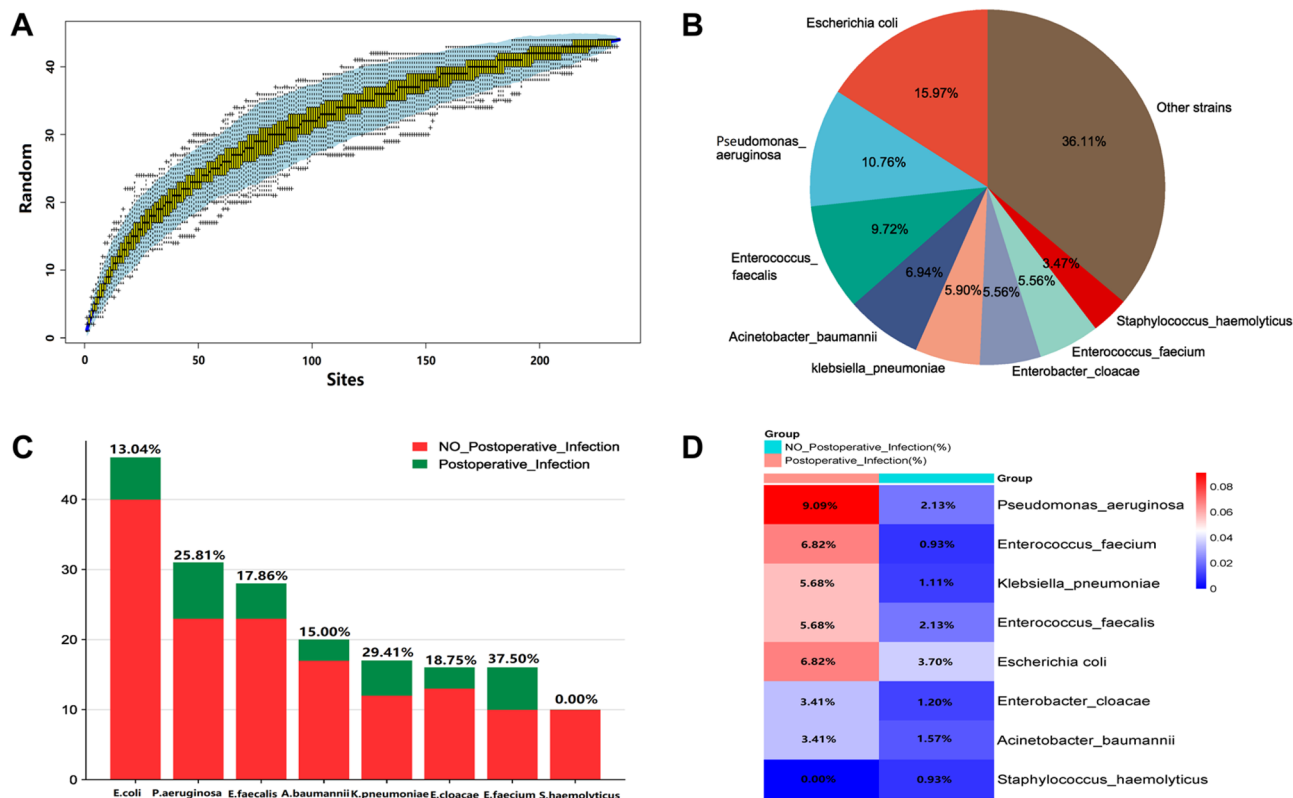 A
Random
40
30
20
10
0
0
50
100
150
200
Sites
B
Escherichia coli
15.97%
Other strains
36.11%
Pseudomonas_
aeruginosa
10.76%
9.72%
Enterococcus_
faecalis
6.94%
5.90%
5.56%
5.56%
3.47%
Acinetobacter_baumannii
klebsiella_pneumoniae
Enterobacter_cloacae
Enterococcus_faecium
Staphylococcus_haemolyticus
C
NO_Postoperative_Infection
Postoperative_Infection
40
30
20
10
0
13.04%
25.81%
17.86%
15.00%
29.41%
18.75%
37.50%
0.00%
E.coli P.aeruginosa E.faecalis A.baumannii K.pneumoniae E.cloacae E.faecium S.haemolyticus
D
Group
NO_Postoperative_Infection(%)
Postoperative_Infection(%)
Group
9.09% 2.13% Pseudomonas_aeruginosa
6.82% 0.93% Enterococcus_faecium
5.68% 1.11% Klebsiella_pneumoniae
5.68% 2.13% Enterococcus_faecalis
6.82% 3.70% Escherichia coli
3.41% 1.20% Enterobacter_cloacae
3.41% 1.57% Acinetobacter_baumannii
0.00% 0.93% Staphylococcus_haemolyticus
0.08
0.06
0.04
0.02
0